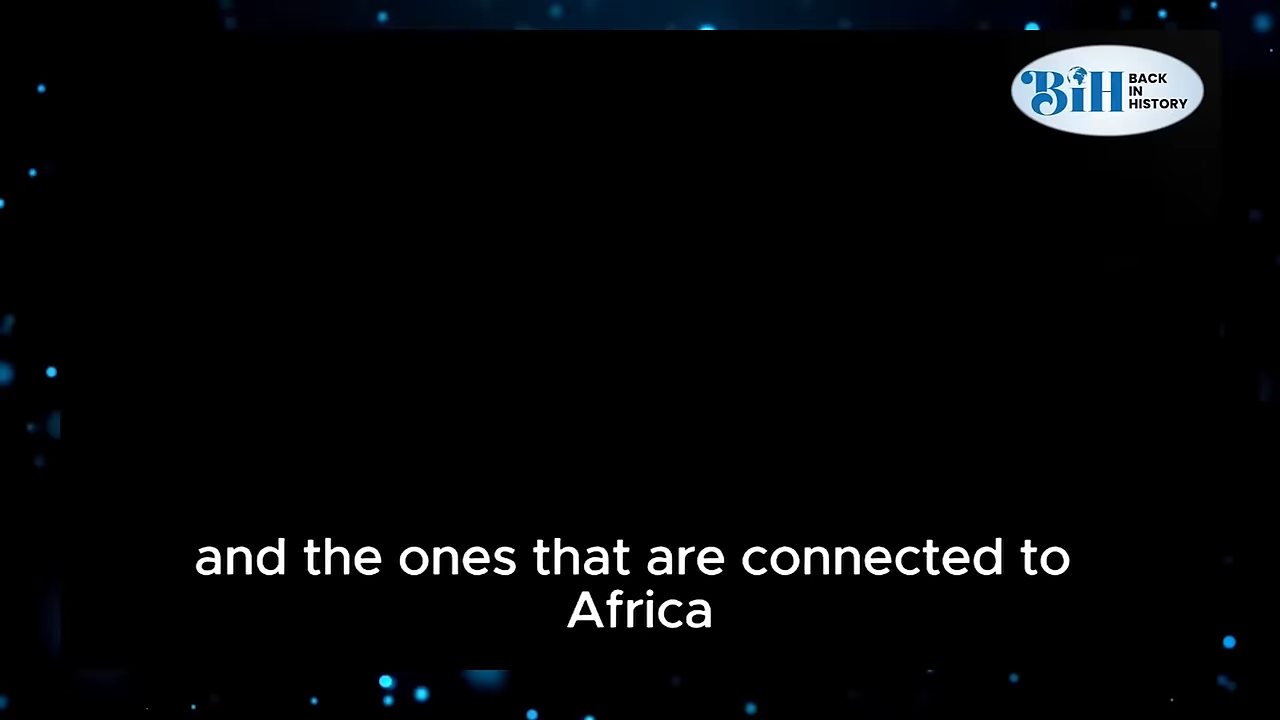 BiH
BACK
IN
HISTORY
and the ones that are connected to
Africa